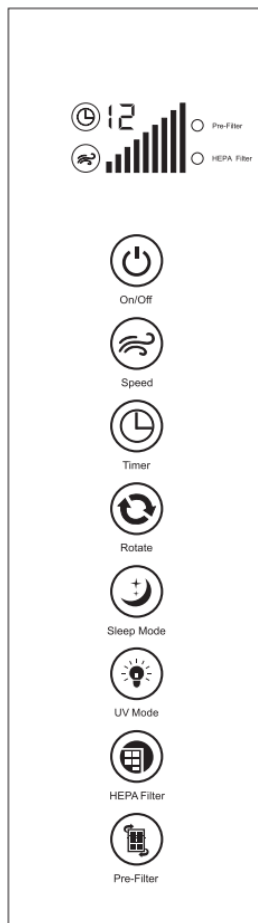 12
Pre-Filter
HEPA Filter
On/Off
Speed
Timer
Rotate
Sleep Mode
UV Mode
HEPA Filter
Pre-Filter